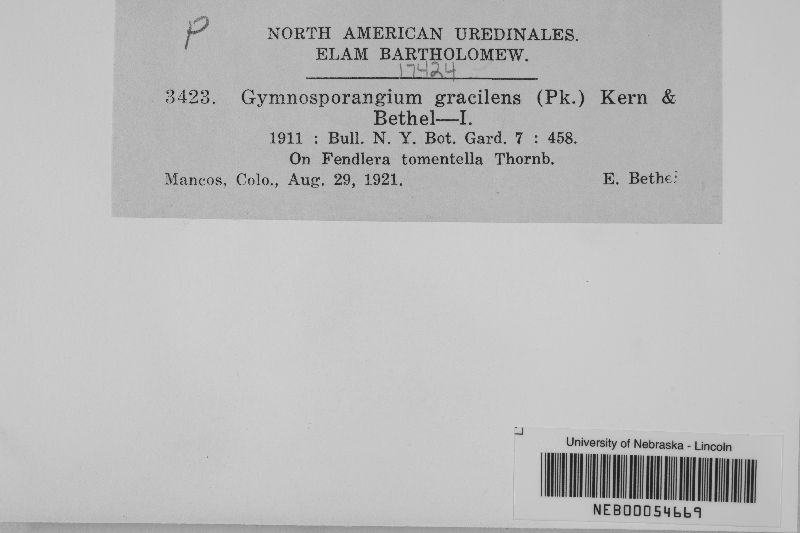 P
NORTH AMERICAN UREDINALES.
ELAM BARTHOLOMEW.
17424
3423. Gymnosporangium gracilens (Pk.) Kern &
Bethel—I.
1911 : Bull. N. Y. Bot. Gard. 7 : 458.
On Fendlera tomentella Thornb.
Mancos, Colo., Aug. 29, 1921. E. Bethel
University of Nebraska - Lincoln
NEB00054669